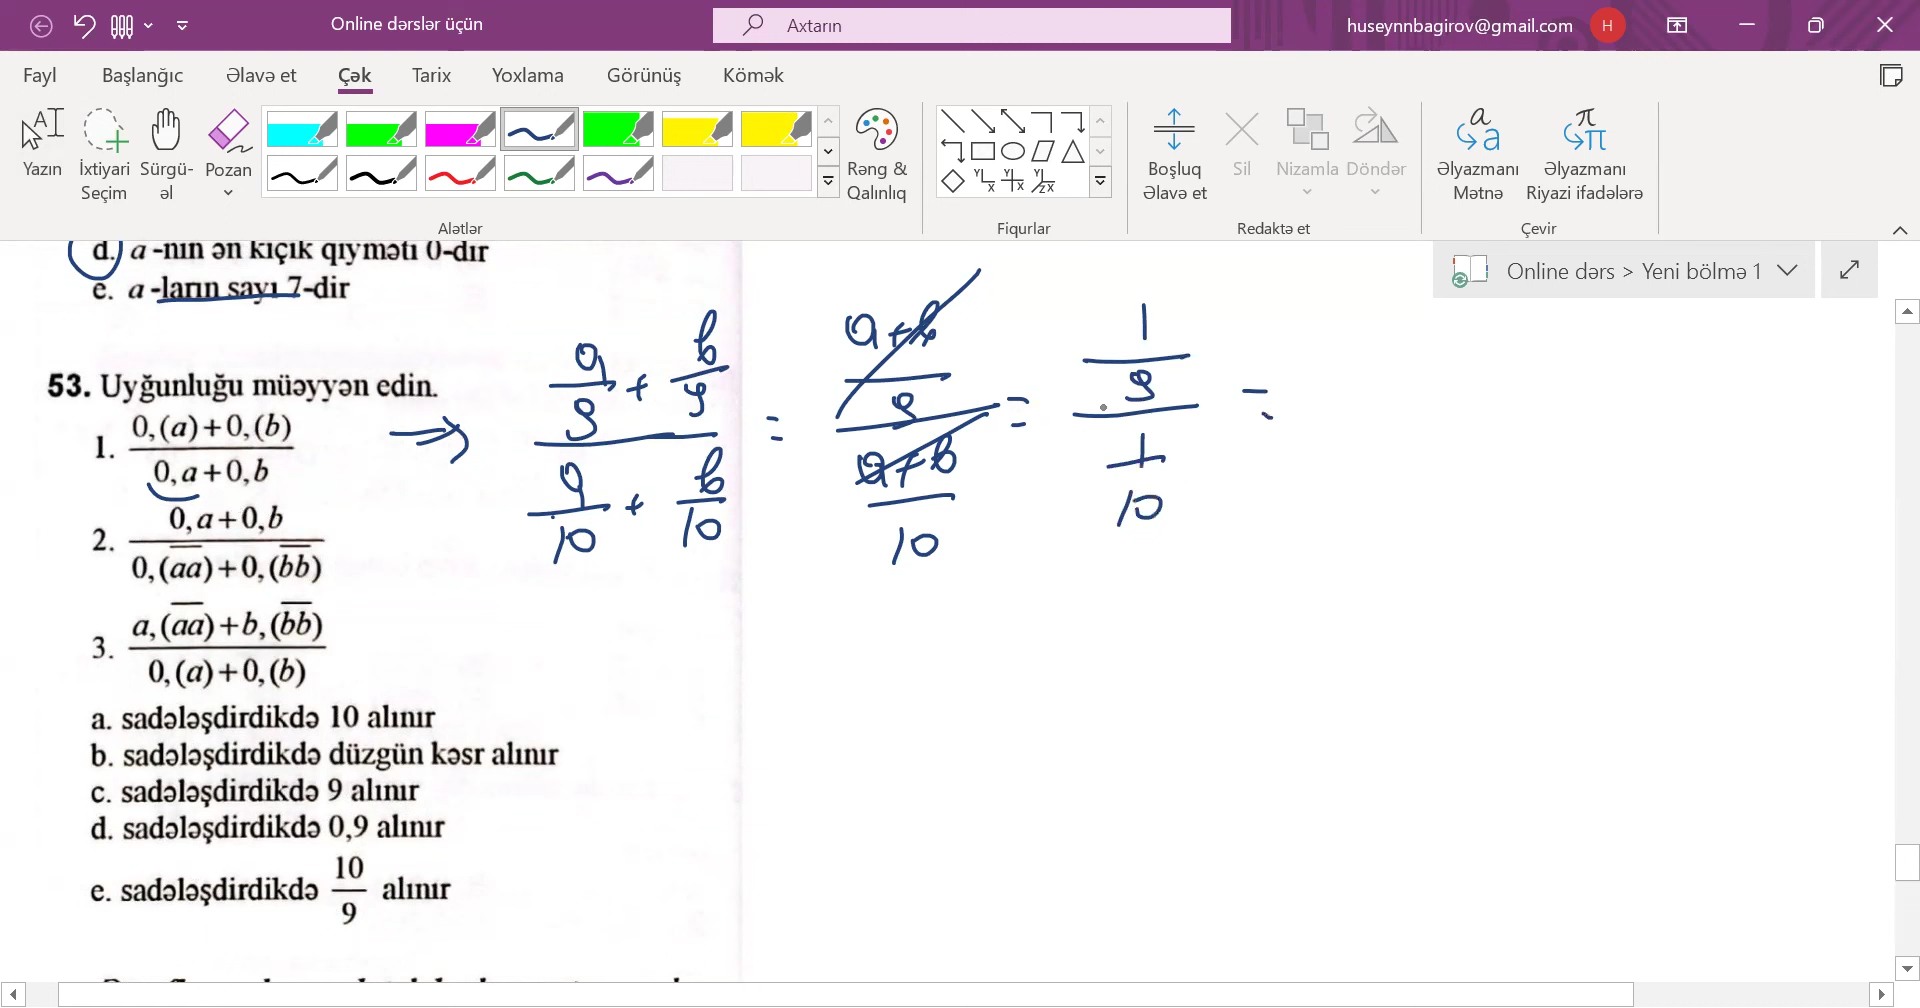 Online dərslər üçün
Axtarın
huseynnbagirov@gmail.com
H
Fayl Başlanğıc Əlavə et Çək Tarix Yoxlama Görünüş Kömək
Yazın
İxtiyari Seçim
Sürgü-əl
Pozan
Rəng & Qalınlıq
Boşluq Əlavə et
Sil
Nizamla
Döndər
Əlyazmanı Mətnə
Əlyazmanı Riyazi ifadələrə
Alətlər
Fiqurlar
Redaktə et
Çevir
Online dərs > Yeni bölmə 1
d. a -nın ən kiçik qiyməti 0-dır
e. a -ların sayı 7-dir
53. Uyğunluğu müəyyən edin.
1. 0,(a)+0,(b)
0,a+0,b
2. 0,a+0,b
0,(a̅a̅)+0,(b̅b̅)
3. a,(a̅a̅)+b,(b̅b̅)
0,(a)+0,(b)
a. sadələşdirdikdə 10 alınır
b. sadələşdirdikdə düzgün kəsr alınır
c. sadələşdirdikdə 9 alınır
d. sadələşdirdikdə 0,9 alınır
e. sadələşdirdikdə 10/9 alınır
⇒ (a/9 + b/9)/(a/10 + b/10) = ((a+b)/9)/((a+b)/10) = (1/9)/(1/10) =